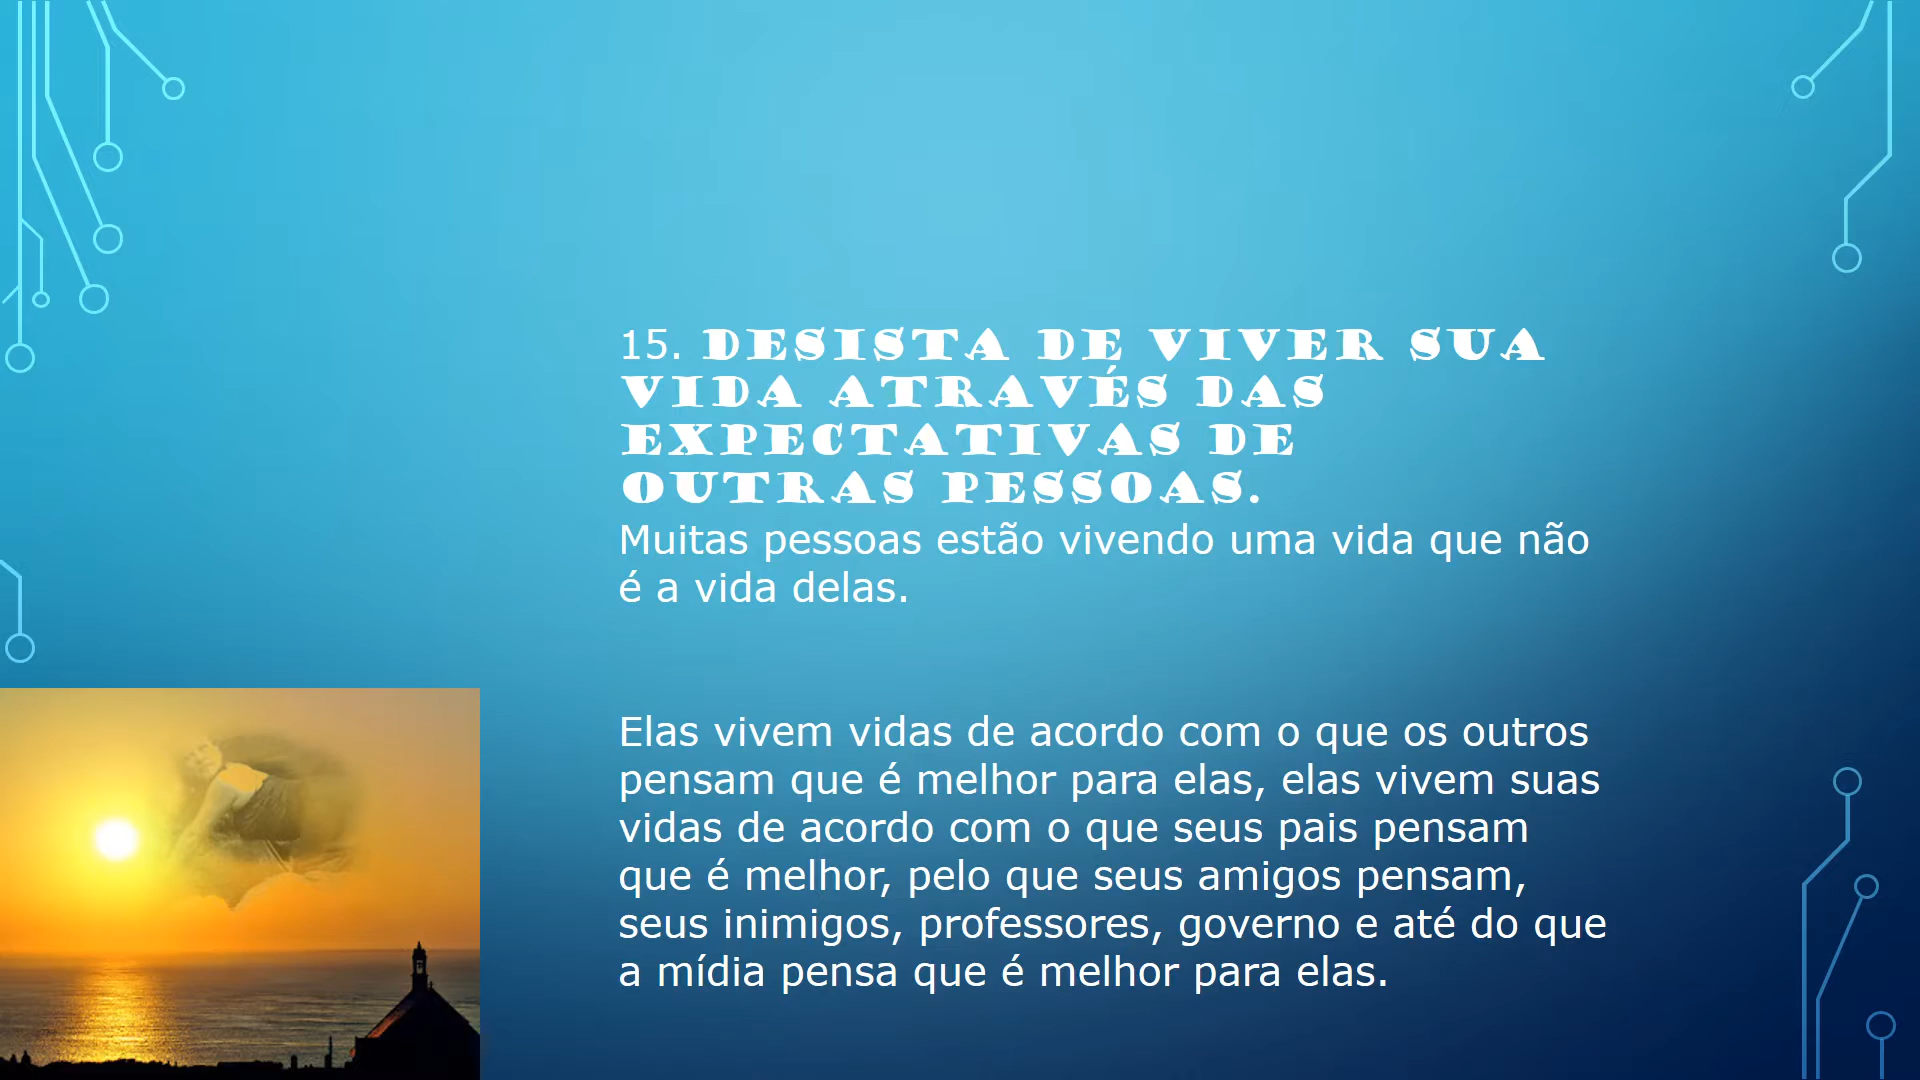 15. DESISTA DE VIVER SUA
VIDA ATRAVÉS DAS
EXPECTATIVAS DE
OUTRAS PESSOAS.
Muitas pessoas estão vivendo uma vida que não
é a vida delas.
Elas vivem vidas de acordo com o que os outros
pensam que é melhor para elas, elas vivem suas
vidas de acordo com o que seus pais pensam
que é melhor, pelo que seus amigos pensam,
seus inimigos, professores, governo e até do que
a mídia pensa que é melhor para elas.